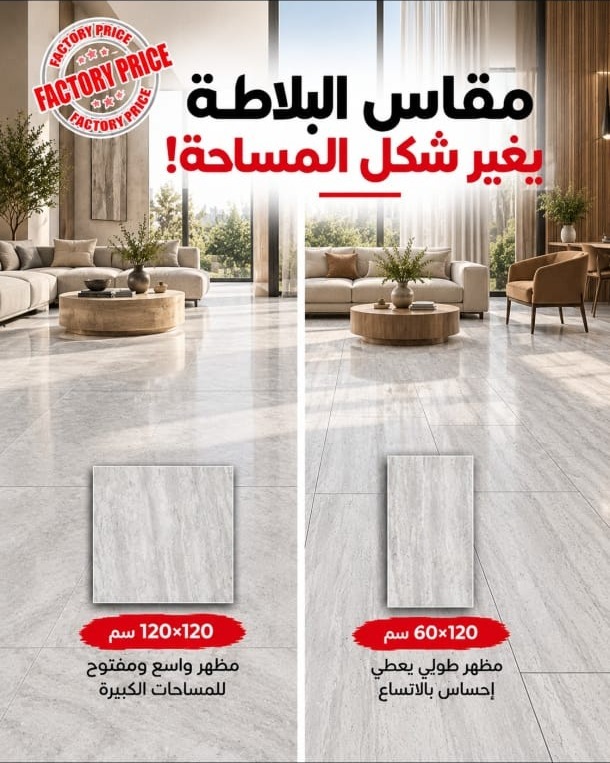 FACTORY PRICE
FACTORY PRICE
FACTORY PRICE
مقاس البلاطة
يغير شكل المساحة!
120×120 سم
مظهر واسع ومفتوح
للمساحات الكبيرة
60×120 سم
مظهر طولي يعطي
إحساس بالاتساع